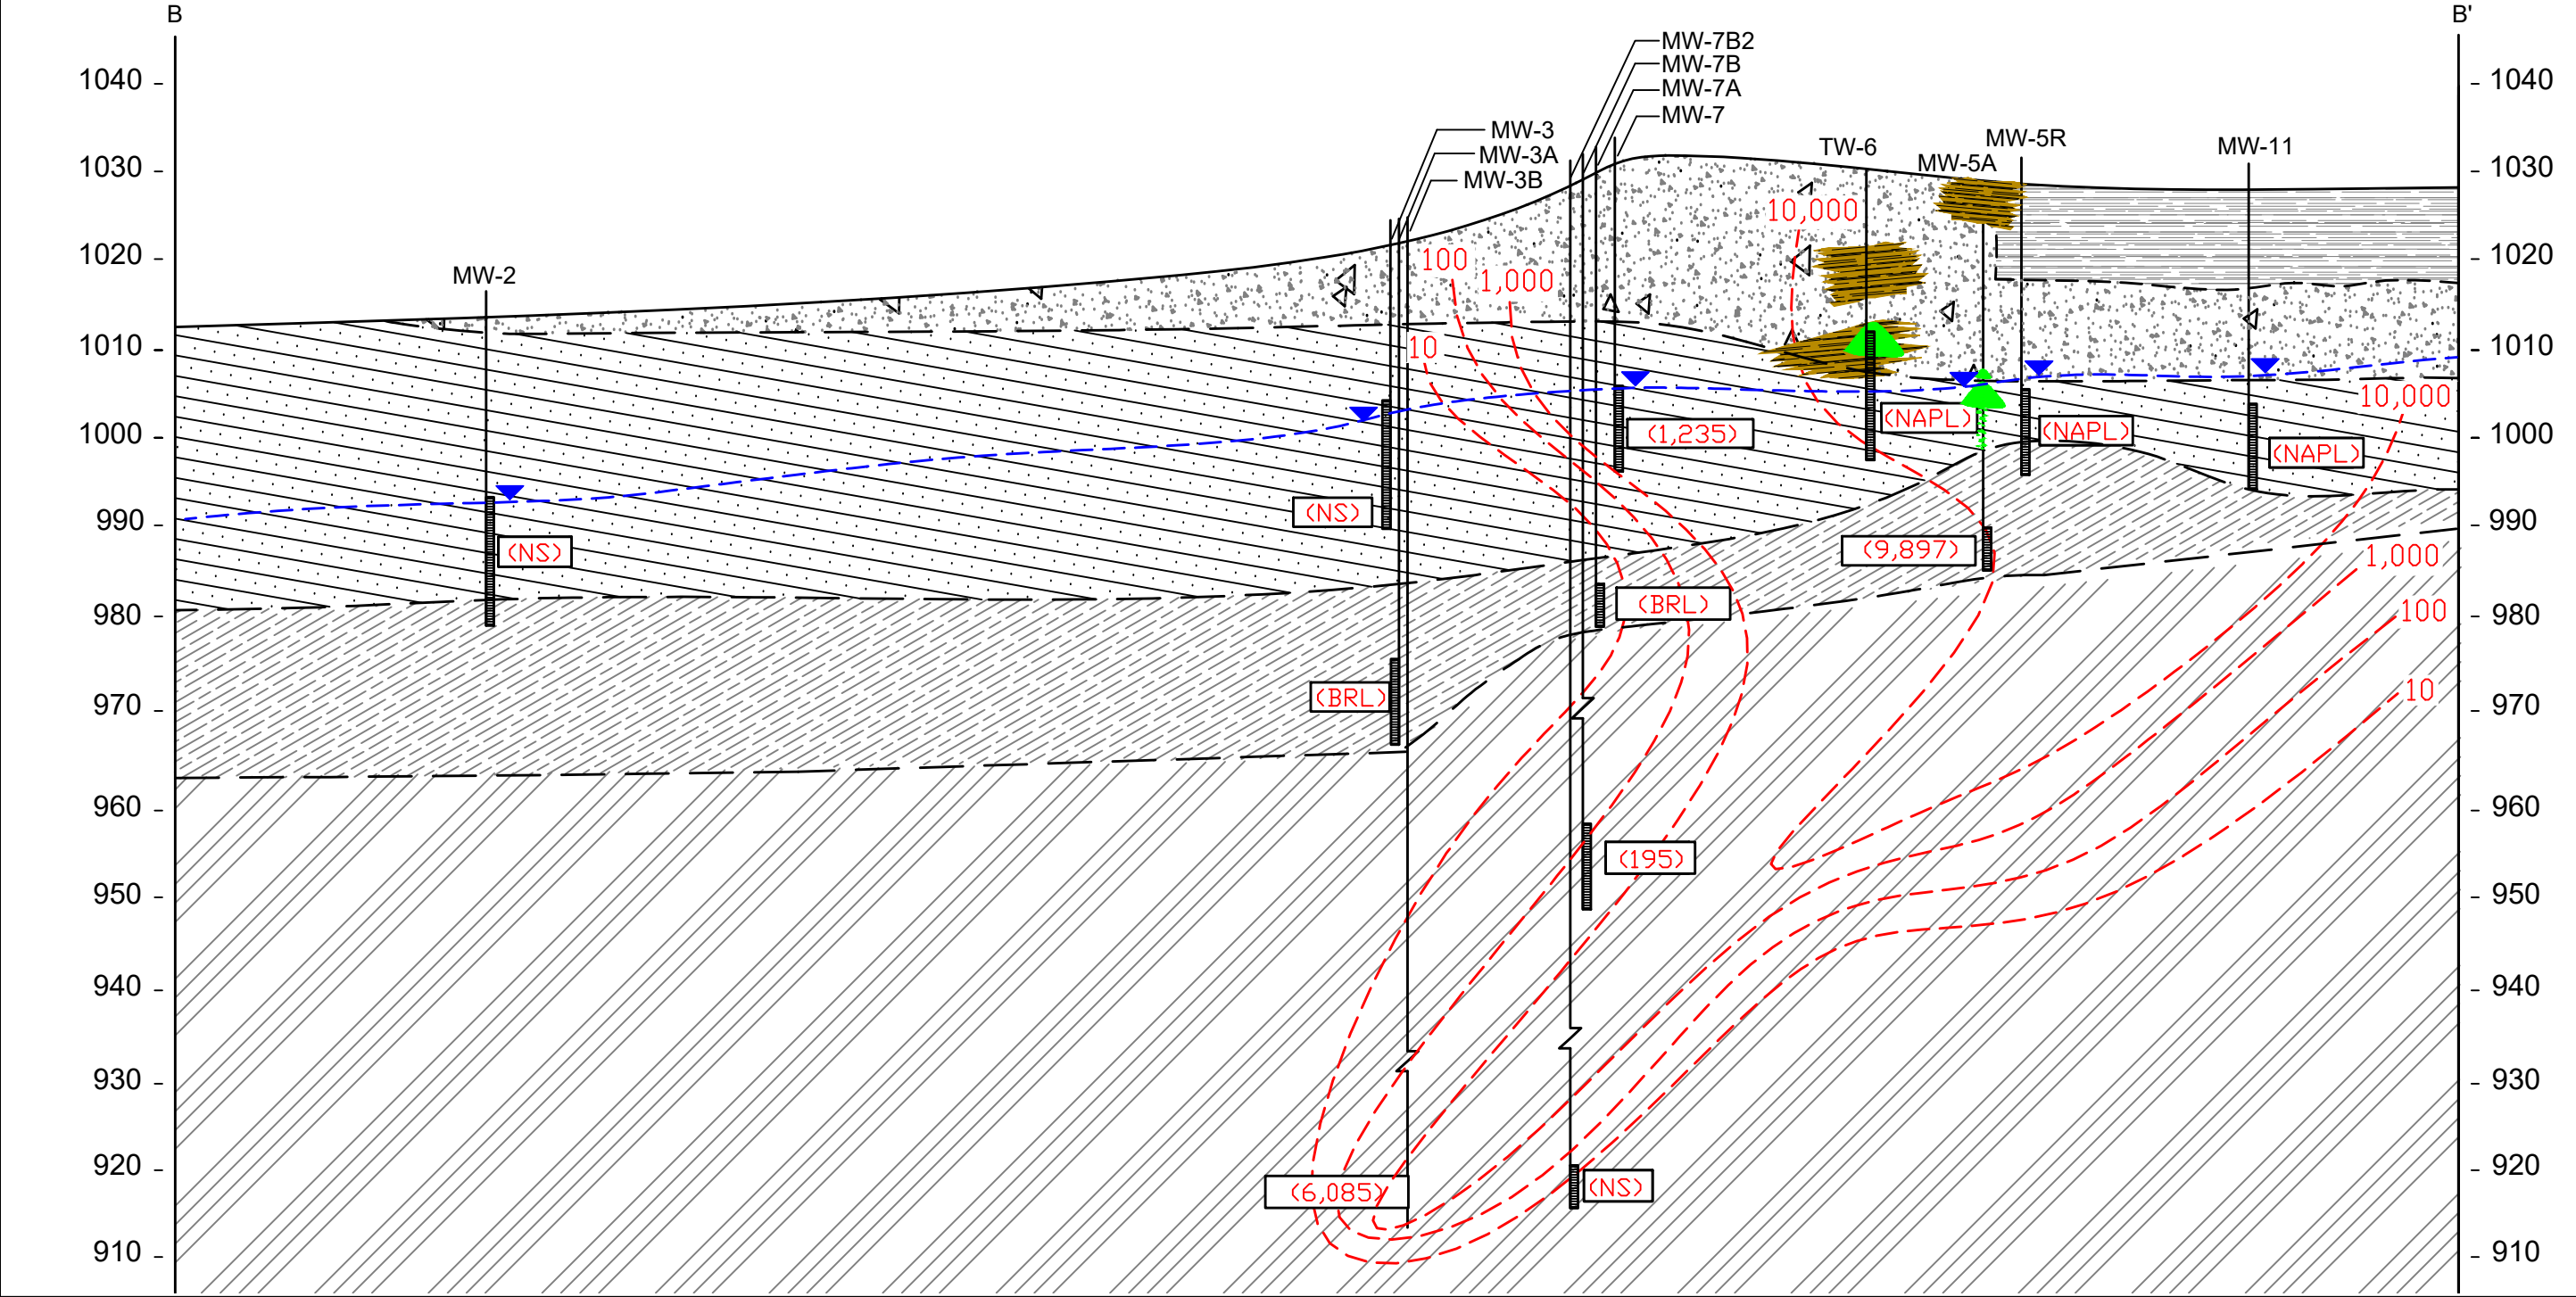 B
B'
1040
1040
MW-7B2
MW-7B
MW-7A
MW-7
MW-3
MW-3A
MW-3B
TW-6
MW-5A
MW-5R
MW-11
1030
1030
10,000
1020
1020
MW-2
100
1,000
1010
1010
10
10,000
1000
1000
(1,235)
(NAPL)
(NAPL)
(NAPL)
990
990
(NS)
(NS)
(9,897)
1,000
980
980
(BRL)
100
970
970
(BRL)
10
960
960
(195)
950
950
940
940
930
930
920
920
(6,085)
(NS)
910
910